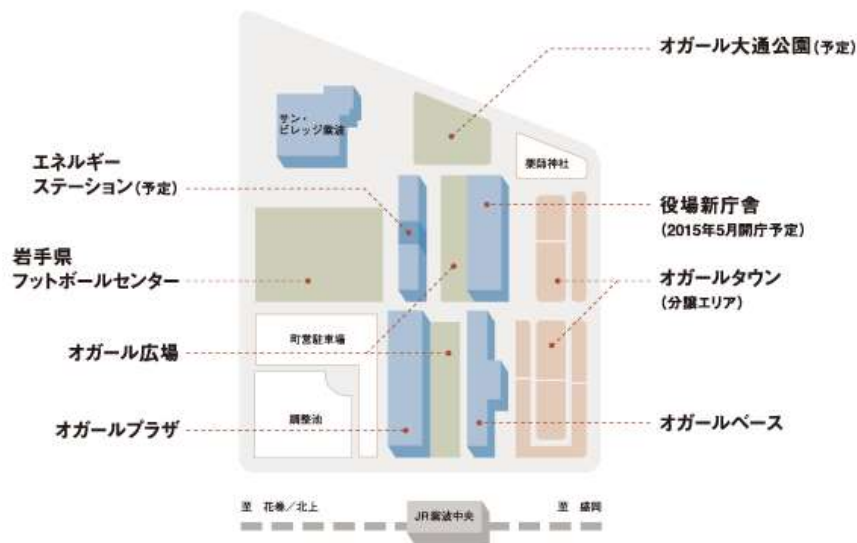 オガール大通公園(予定)
サン・
ビレッジ紫波
薬師神社
エネルギー
ステーション(予定)
役場新庁舎
(2015年5月開庁予定)
岩手県
フットボールセンター
オガールタウン
(分譲エリア)
町営駐車場
オガール広場
調整池
オガールプラザ
オガールベース
至 花巻/北上
JR紫波中央
至 盛岡